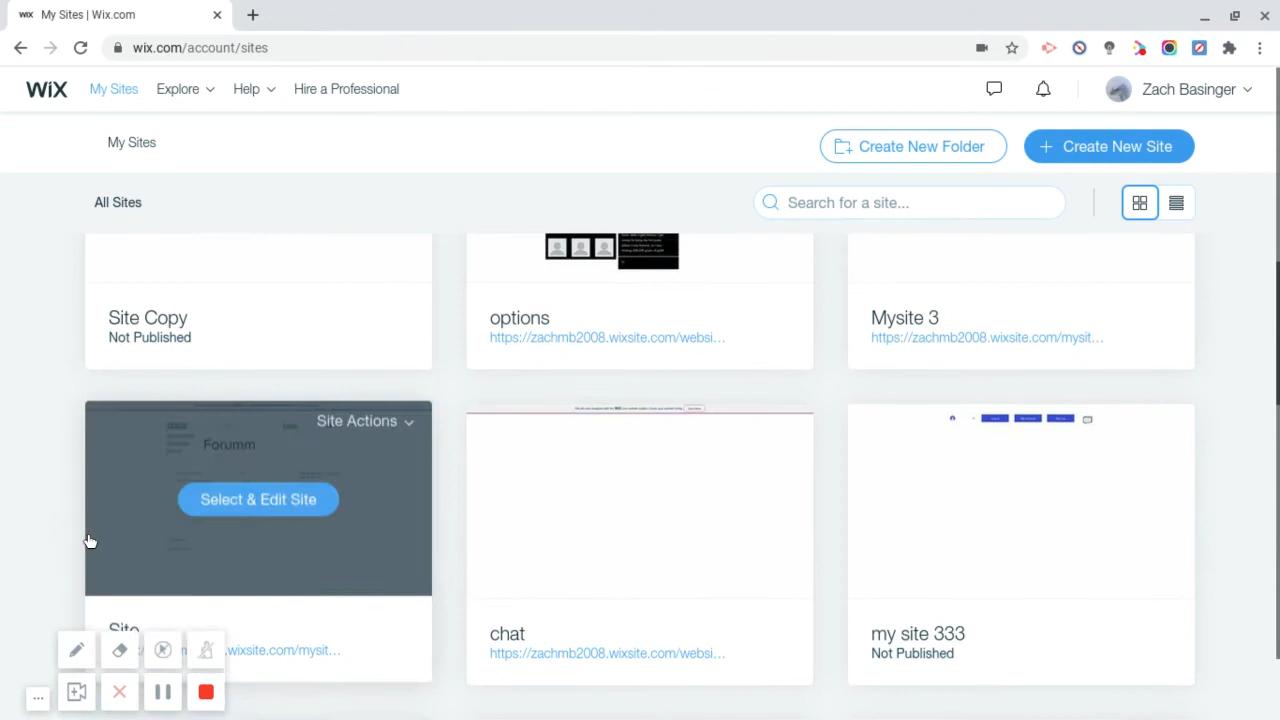 WiX My Sites | Wix.com
wix.com/account/sites
WiX My Sites Explore Help Hire a Professional Zach Basinger
My Sites Create New Folder + Create New Site
All Sites Search for a site...
Site Copy
Not Published
options
https://zachmb2008.wixsite.com/websi...
Mysite 3
https://zachmb2008.wixsite.com/mysit...
Site Actions
Forumm
Select & Edit Site
Site
.wixsite.com/mysit...
chat
https://zachmb2008.wixsite.com/websi...
my site 333
Not Published